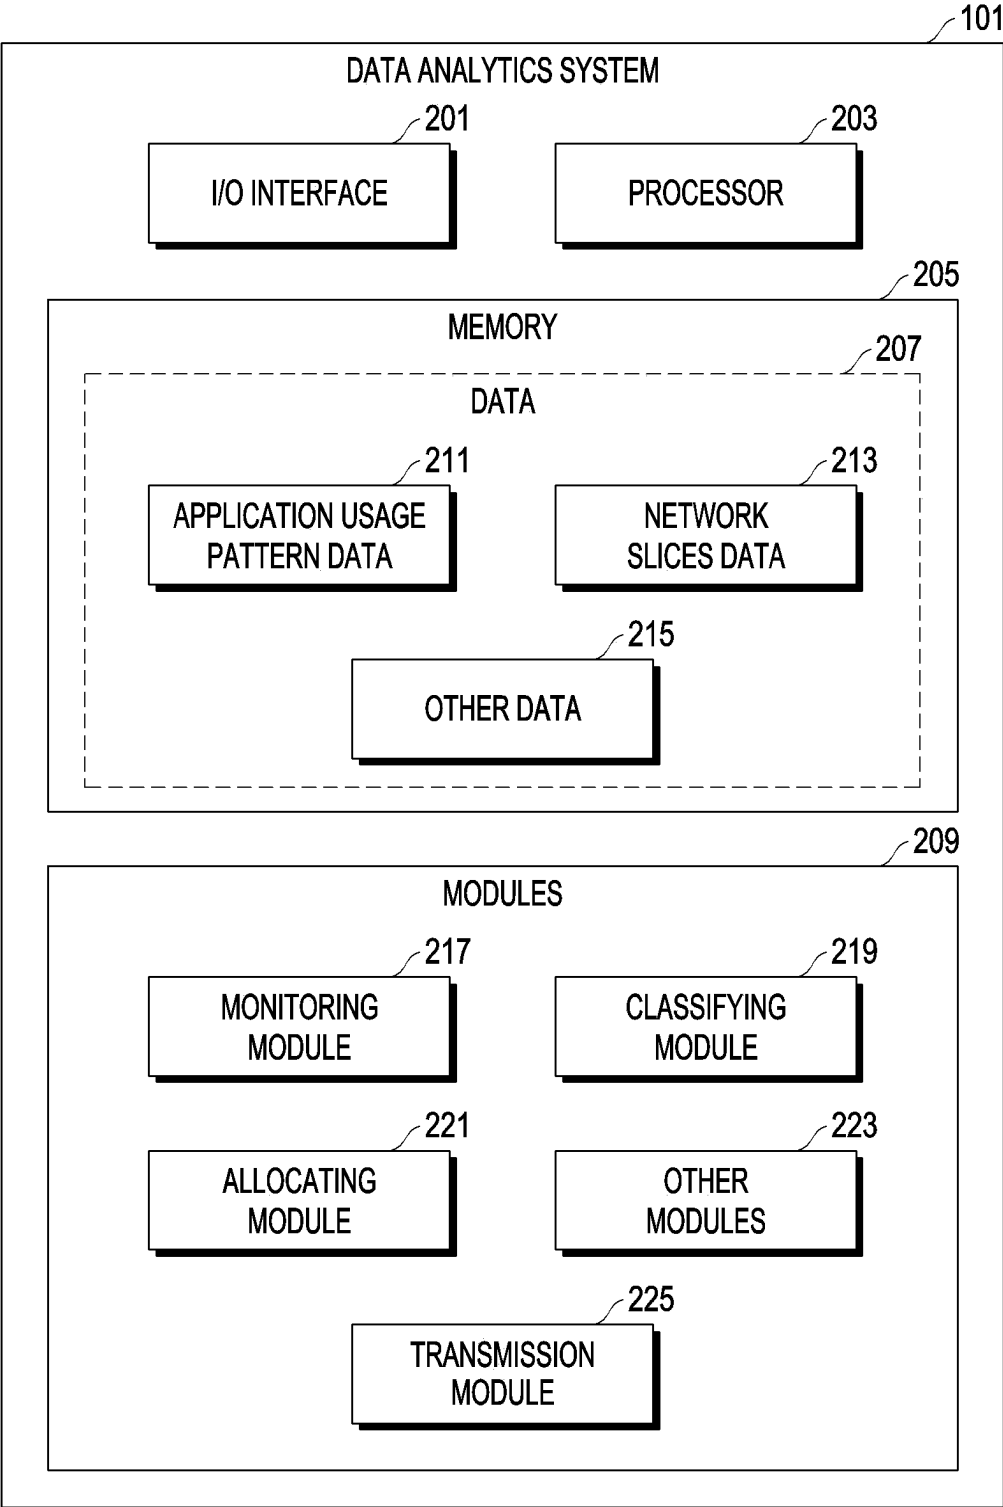 101
DATA ANALYTICS SYSTEM
201
203
I/O INTERFACE
PROCESSOR
205
MEMORY
207
DATA
211
213
APPLICATION USAGE
PATTERN DATA
NETWORK
SLICES DATA
215
OTHER DATA
209
MODULES
217
219
MONITORING
MODULE
CLASSIFYING
MODULE
221
223
ALLOCATING
MODULE
OTHER
MODULES
225
TRANSMISSION
MODULE